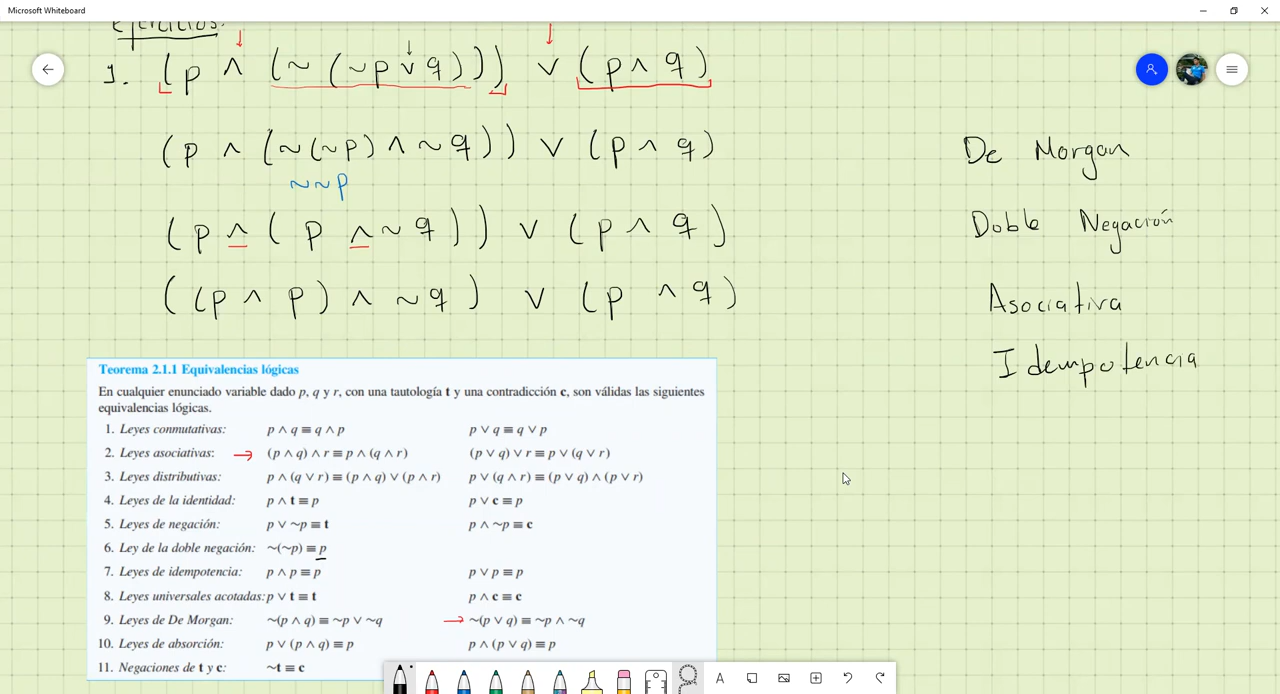 Microsoft Whiteboard
ejercicios:
1. (p ∧ (~ (~p ∨ q))) ∨ (p ∧ q)
(p ∧ (~(~p) ∧ ~q)) ∨ (p ∧ q) De Morgan
~~p
(p ∧ (p ∧ ~q)) ∨ (p ∧ q) Doble Negación
((p ∧ p) ∧ ~q) ∨ (p ∧ q) Asociativa
Idempotencia
Teorema 2.1.1 Equivalencias lógicas
En cualquier enunciado variable dado p, q y r, con una tautología t y una contradicción c, son válidas las siguientes
equivalencias lógicas.
1. Leyes conmutativas: p ∧ q ≡ q ∧ p p ∨ q ≡ q ∨ p
2. Leyes asociativas: → (p ∧ q) ∧ r ≡ p ∧ (q ∧ r) (p ∨ q) ∨ r ≡ p ∨ (q ∨ r)
3. Leyes distributivas: p ∧ (q ∨ r) ≡ (p ∧ q) ∨ (p ∧ r) p ∨ (q ∧ r) ≡ (p ∨ q) ∧ (p ∨ r)
4. Leyes de la identidad: p ∧ t ≡ p p ∨ c ≡ p
5. Leyes de negación: p ∨ ~p ≡ t p ∧ ~p ≡ c
6. Ley de la doble negación: ~(~p) ≡ p
7. Leyes de idempotencia: p ∧ p ≡ p p ∨ p ≡ p
8. Leyes universales acotadas: p ∨ t ≡ t p ∧ c ≡ c
9. Leyes de De Morgan: ~(p ∧ q) ≡ ~p ∨ ~q → ~(p ∨ q) ≡ ~p ∧ ~q
10. Leyes de absorción: p ∨ (p ∧ q) ≡ p p ∧ (p ∨ q) ≡ p
11. Negaciones de t y c: ~t ≡ c